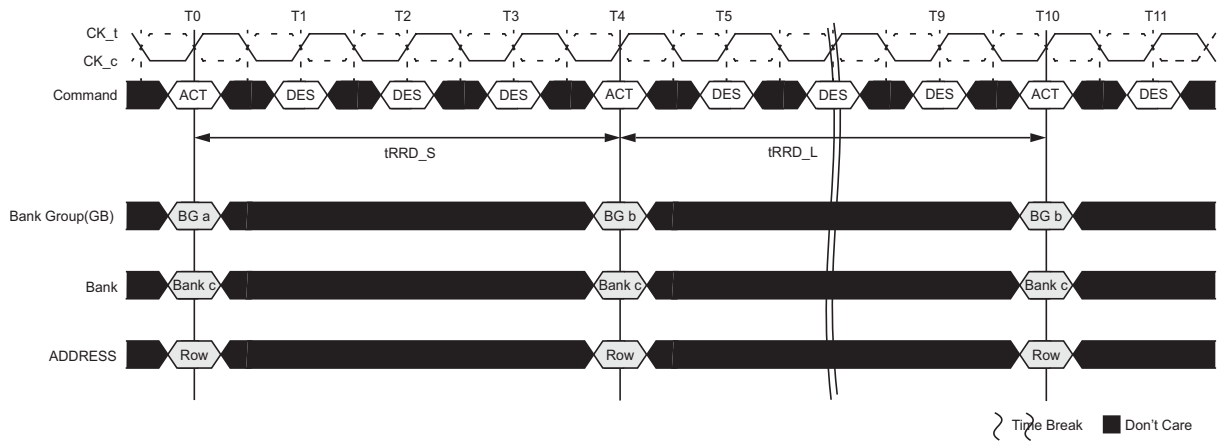 T0 T1 T2 T3 T4 T5 T9 T10 T11
CK_t
CK_c
Command ACT DES DES DES ACT DES DES DES ACT DES
tRRD_S tRRD_L
Bank Group(GB) BG a BG b BG b
Bank Bank c Bank c Bank c
ADDRESS Row Row Row
Time Break Don't Care